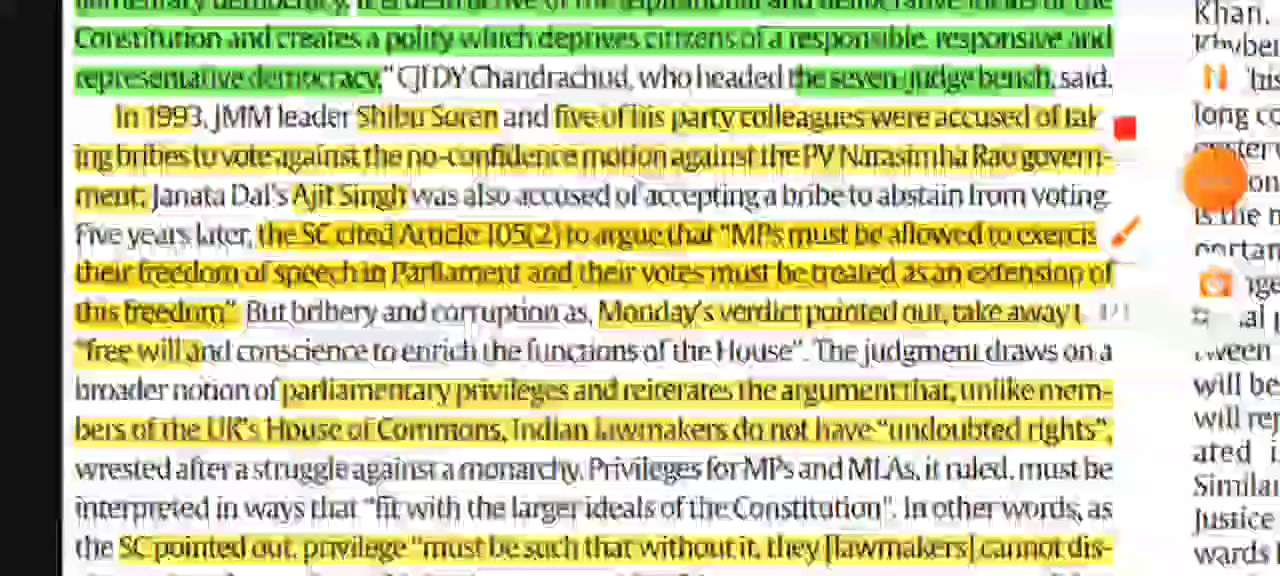 Constitution and creates a polity which deprives citizens of a responsible, responsive and
representative democracy," CJI DY Chandrachud, who headed the seven-judge bench, said.
In 1993, JMM leader Shibu Soren and five of his party colleagues were accused of tak-
ing bribes to vote against the no-confidence motion against the PV Narasimha Rao govern-
ment; Janata Dal's Ajit Singh was also accused of accepting a bribe to abstain from voting.
Five years later, the SC cited Article 105(2) to argue that "MPs must be allowed to exercis
their freedom of speech in Parliament and their votes must be treated as an extension of
this freedom". But bribery and corruption as, Monday's verdict pointed out, take away t
"free will and conscience to enrich the functions of the House". The judgment draws on a
broader notion of parliamentary privileges and reiterates the argument that, unlike mem-
bers of the UK's House of Commons, Indian lawmakers do not have "undoubted rights",
wrested after a struggle against a monarchy. Privileges for MPs and MLAs, it ruled, must be
interpreted in ways that "fit with the larger ideals of the Constitution". In other words, as
the SC pointed out, privilege "must be such that without it, they [lawmakers] cannot dis-
Khan.
Khyber
long co
is the
tween
will be
will rej
ated
Similar
Justice
wards